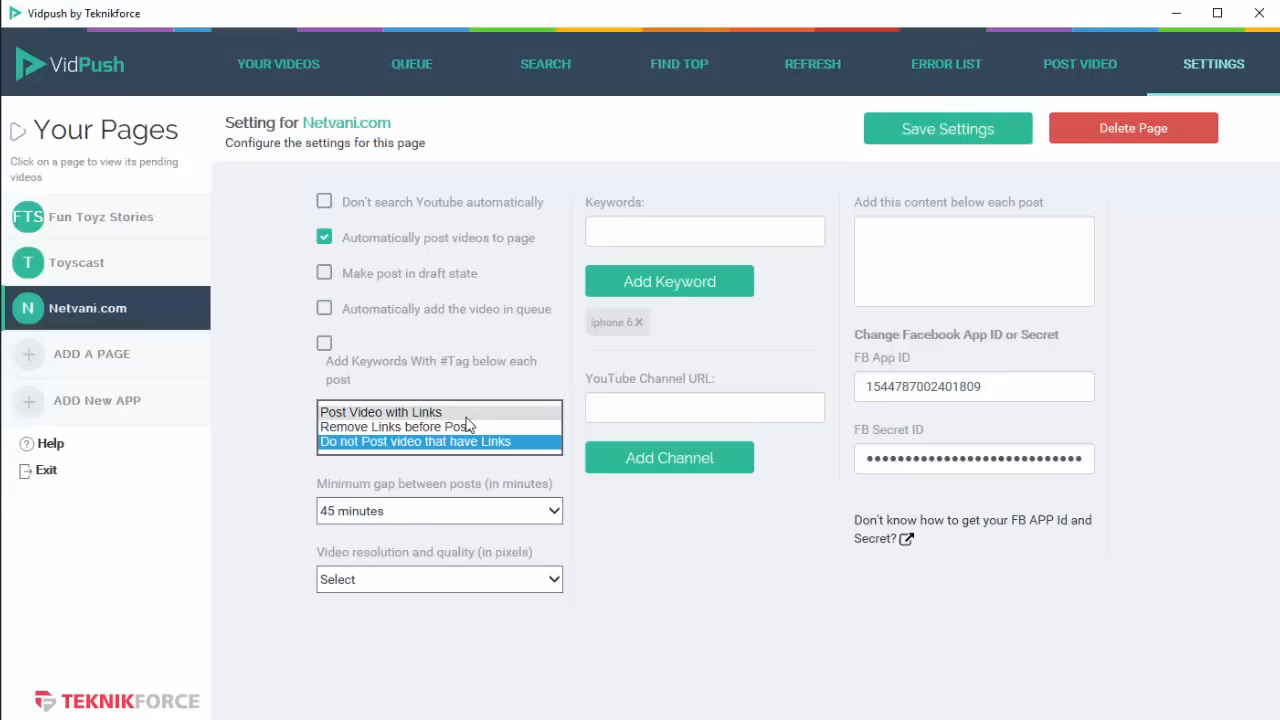 Vidpush by Teknikforce
VidPush
YOUR VIDEOS
QUEUE
SEARCH
FIND TOP
REFRESH
ERROR LIST
POST VIDEO
SETTINGS
Your Pages
Click on a page to view its pending
videos
FTS Fun Toyz Stories
T Toyscast
N Netvani.com
+ ADD A PAGE
+ ADD New APP
? Help
Exit
TEKNIKFORCE
Setting for Netvani.com
Configure the settings for this page
Save Settings
Delete Page
Don't search Youtube automatically
Automatically post videos to page
Make post in draft state
Automatically add the video in queue
Add Keywords With #Tag below each
post
Post Video with Links
Remove Links before Post
Do not Post video that have Links
Minimum gap between posts (in minutes)
45 minutes
Video resolution and quality (in pixels)
Select
Keywords:
Add Keyword
iphone 6✕
YouTube Channel URL:
Add Channel
Add this content below each post
Change Facebook App ID or Secret
FB App ID
1544787002401809
FB Secret ID
••••••••••••••••••••••••••••
Don't know how to get your FB APP Id and
Secret?